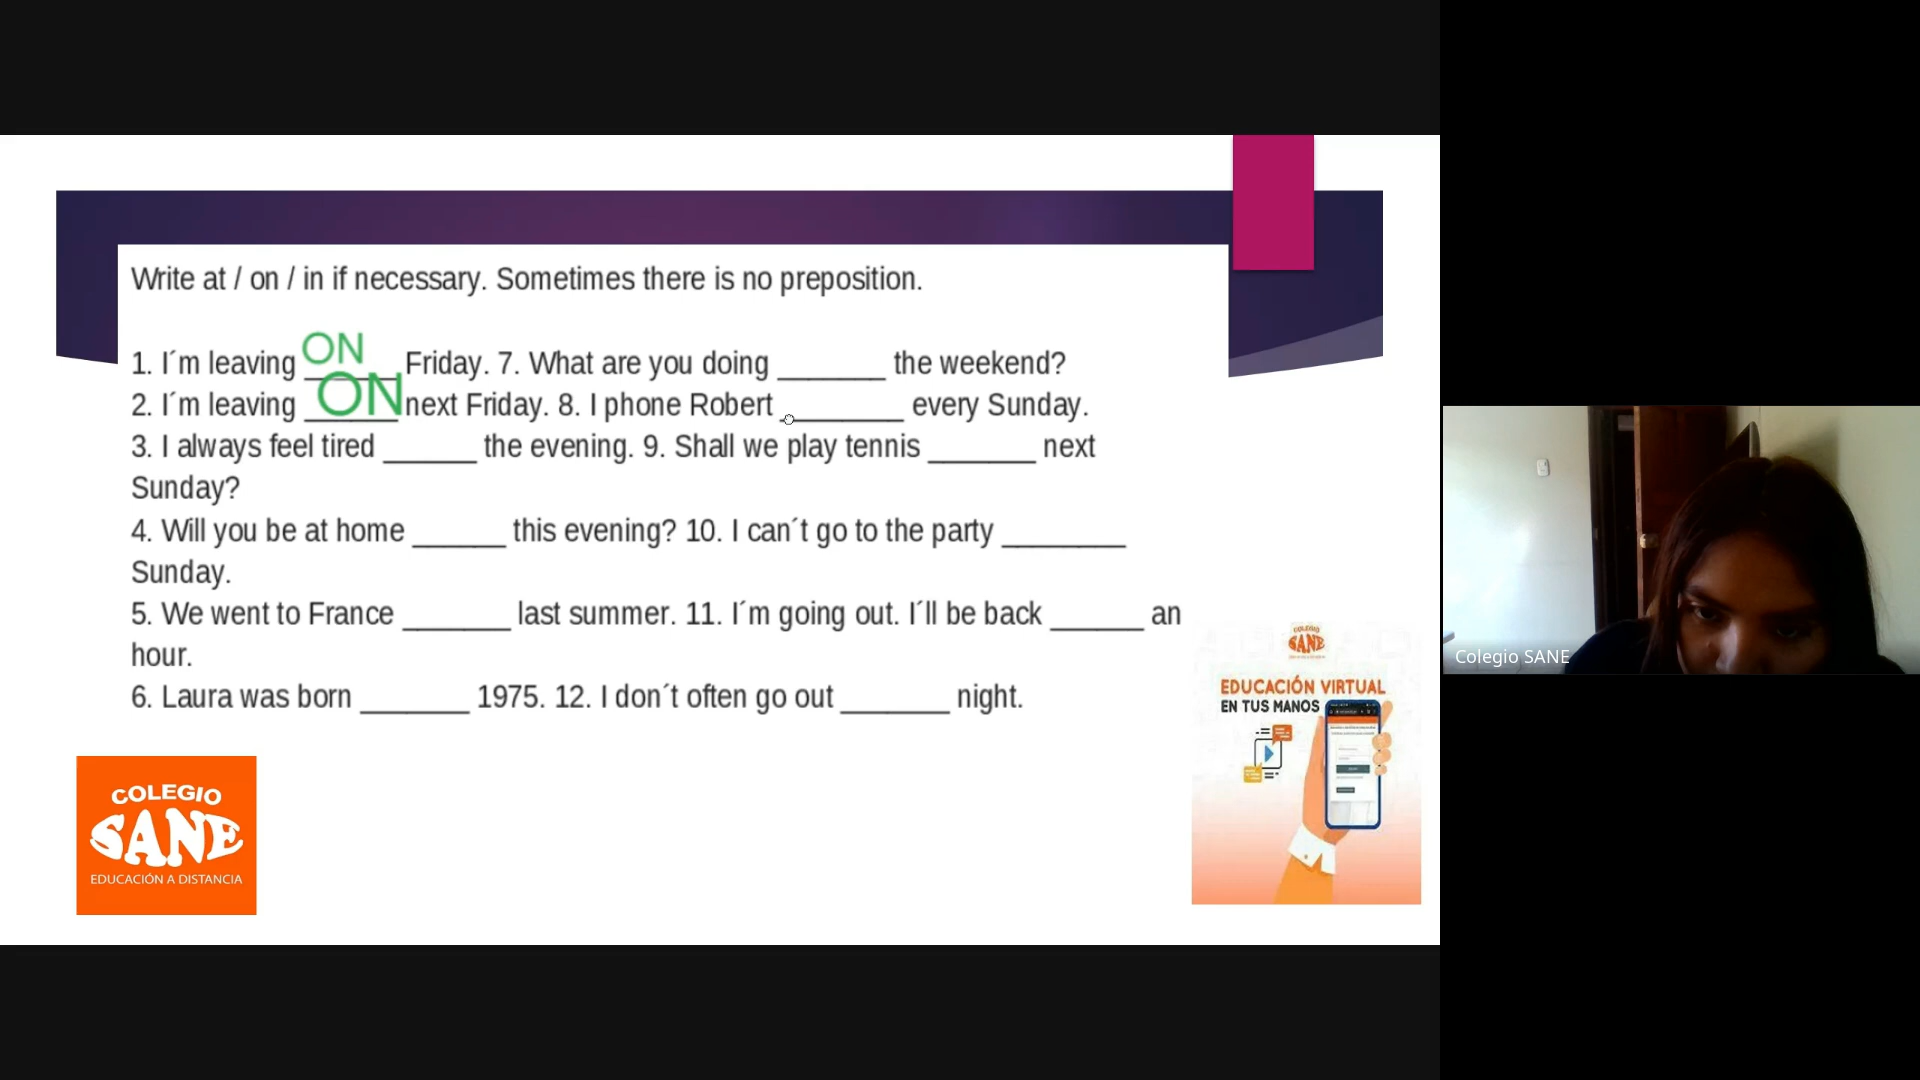 Write at / on / in if necessary. Sometimes there is no preposition.
1. I´m leaving ______ Friday. 7. What are you doing _______ the weekend?
ON
2. I´m leaving ______ next Friday. 8. I phone Robert ________ every Sunday.
ON
3. I always feel tired ______ the evening. 9. Shall we play tennis _______ next
Sunday?
4. Will you be at home ______ this evening? 10. I can´t go to the party ________
Sunday.
5. We went to France _______ last summer. 11. I´m going out. I´ll be back ______ an
hour.
6. Laura was born _______ 1975. 12. I don´t often go out _______ night.
COLEGIO
SANE
EDUCACIÓN A DISTANCIA
COLEGIO
SANE
EDUCACIÓN VIRTUAL
EN TUS MANOS
Colegio SANE